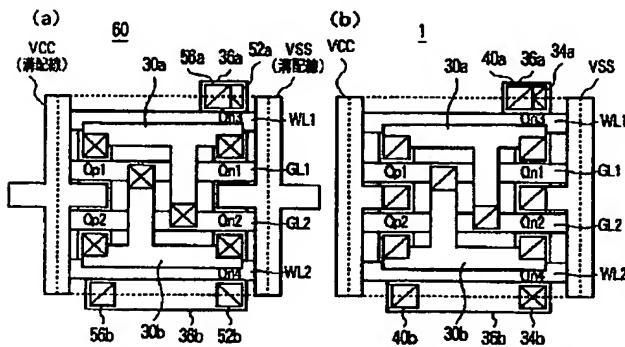 (a)
60
56a
36a
52a
VCC
(溝配線)
30a
VSS
(溝配線)
Qn3
WL1
Qp1
Qn1
GL1
Qp2
Qn2
GL2
Qn4
WL2
56b
30b
36b
52b
(b)
1
40a
36a
34a
VCC
30a
VSS
Qn3
WL1
Qp1
Qn1
GL1
Qp2
Qn2
GL2
Qn4
WL2
40b
30b
36b
34b